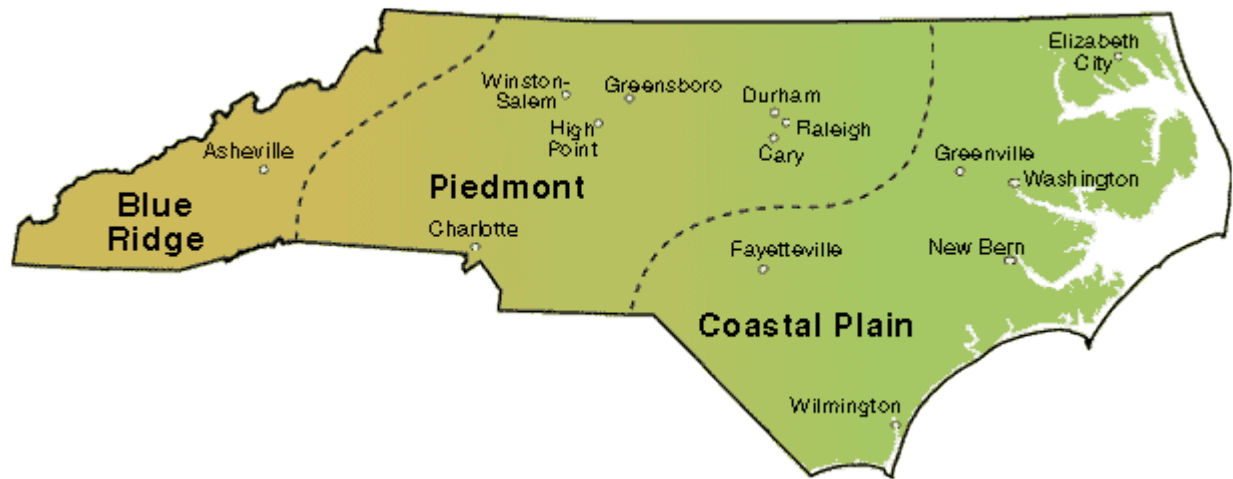 Elizabeth
City
Winston-
Salem
Greensboro
Durham
Raleigh
High
Point
Cary
Asheville
Greenville
Washington
Piedmont
Blue
Ridge
Charlotte
Fayetteville
New Bern
Coastal Plain
Wilmington